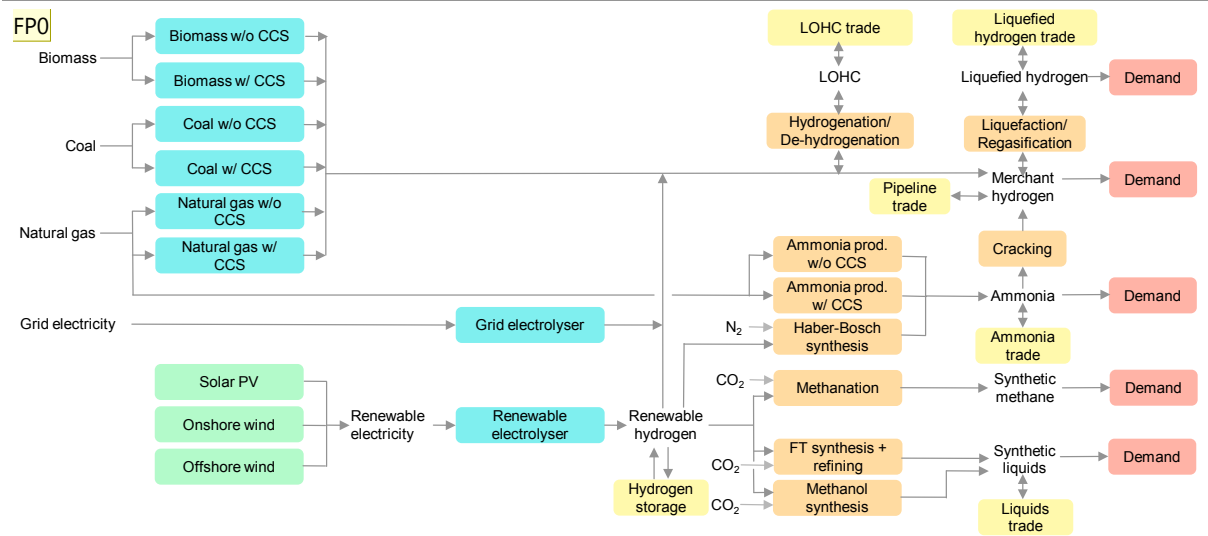 FP0
Biomass
Biomass w/o CCS
Biomass w/ CCS
Coal
Coal w/o CCS
Coal w/ CCS
Natural gas
Natural gas w/o
CCS
Natural gas w/
CCS
Grid electricity
Grid electrolyser
Solar PV
Onshore wind
Offshore wind
Renewable
electricity
Renewable
electrolyser
Renewable
hydrogen
Hydrogen
storage
LOHC trade
LOHC
Hydrogenation/
De-hydrogenation
Liquefied
hydrogen trade
Liquefied hydrogen
Demand
Liquefaction/
Regasification
Pipeline
trade
Merchant
hydrogen
Demand
Cracking
Ammonia prod.
w/o CCS
Ammonia prod.
w/ CCS
N₂
Haber-Bosch
synthesis
Ammonia
Demand
Ammonia
trade
CO₂
Methanation
Synthetic
methane
Demand
CO₂
FT synthesis +
refining
CO₂
Methanol
synthesis
Synthetic
liquids
Demand
Liquids
trade